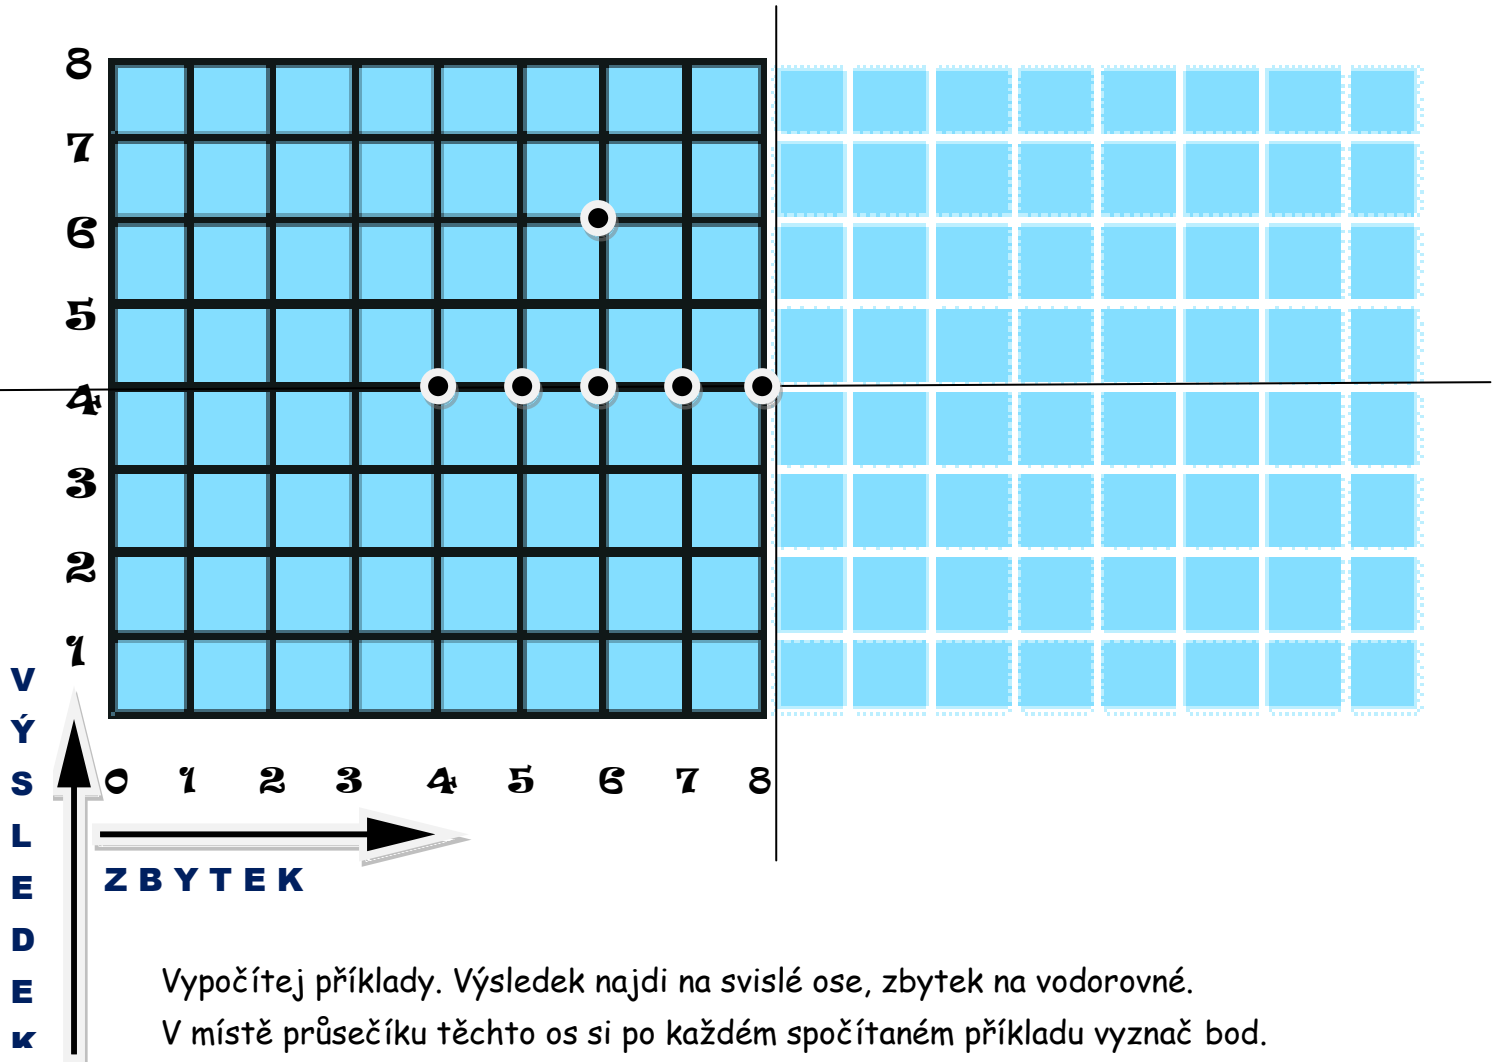 8
7
6
5
4
3
2
1
VÝSLEDEK
0 1 2 3 4 5 6 7 8
ZBYTEK
Vypočítej příklady. Výsledek najdi na svislé ose, zbytek na vodorovné.
V místě průsečíku těchto os si po každém spočítaném příkladu vyznač bod.